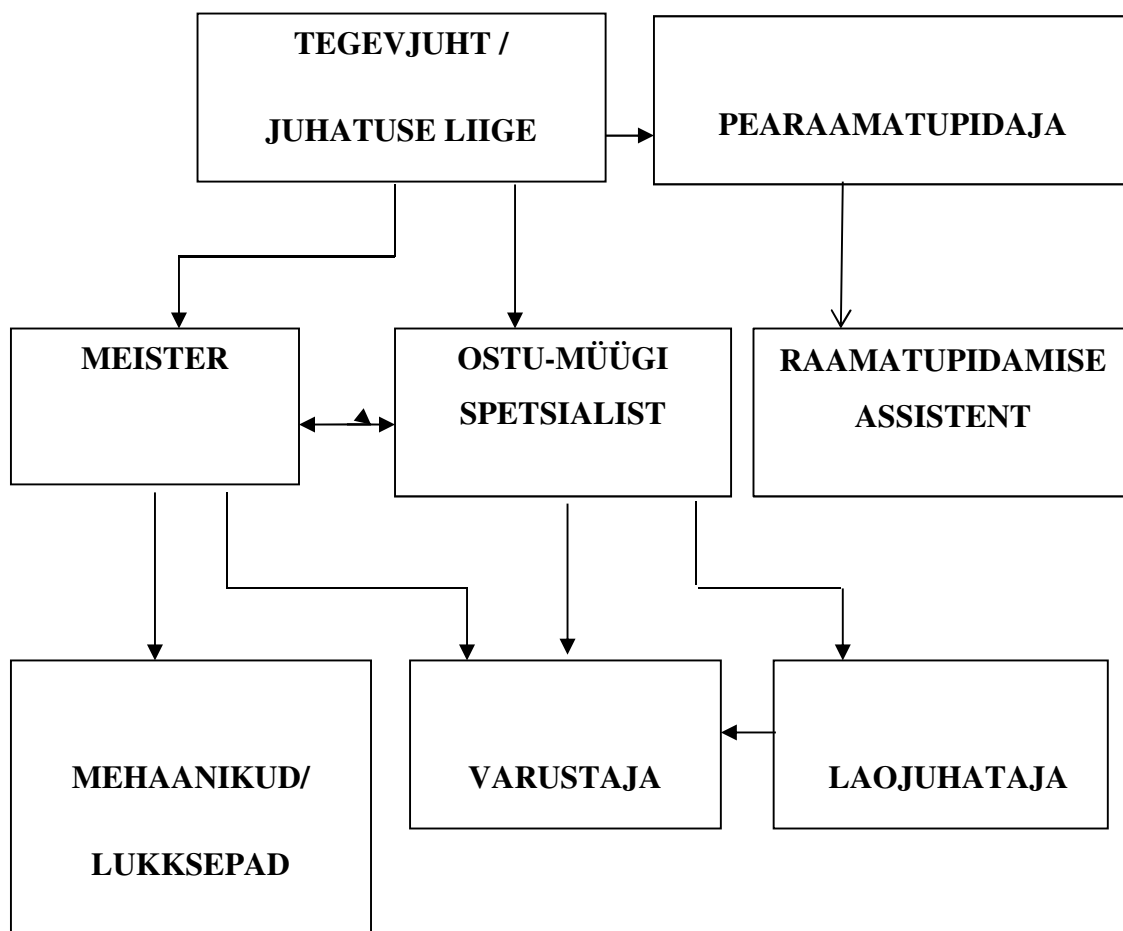 TEGEVJUHT /
JUHATUSE LIIGE
PEARAAMATUPIDAJA
MEISTER
OSTU-MÜÜGI
SPETSIALIST
RAAMATUPIDAMISE
ASSISTENT
MEHAANIKUD/
LUKKSEPAD
VARUSTAJA
LAOJUHATAJA